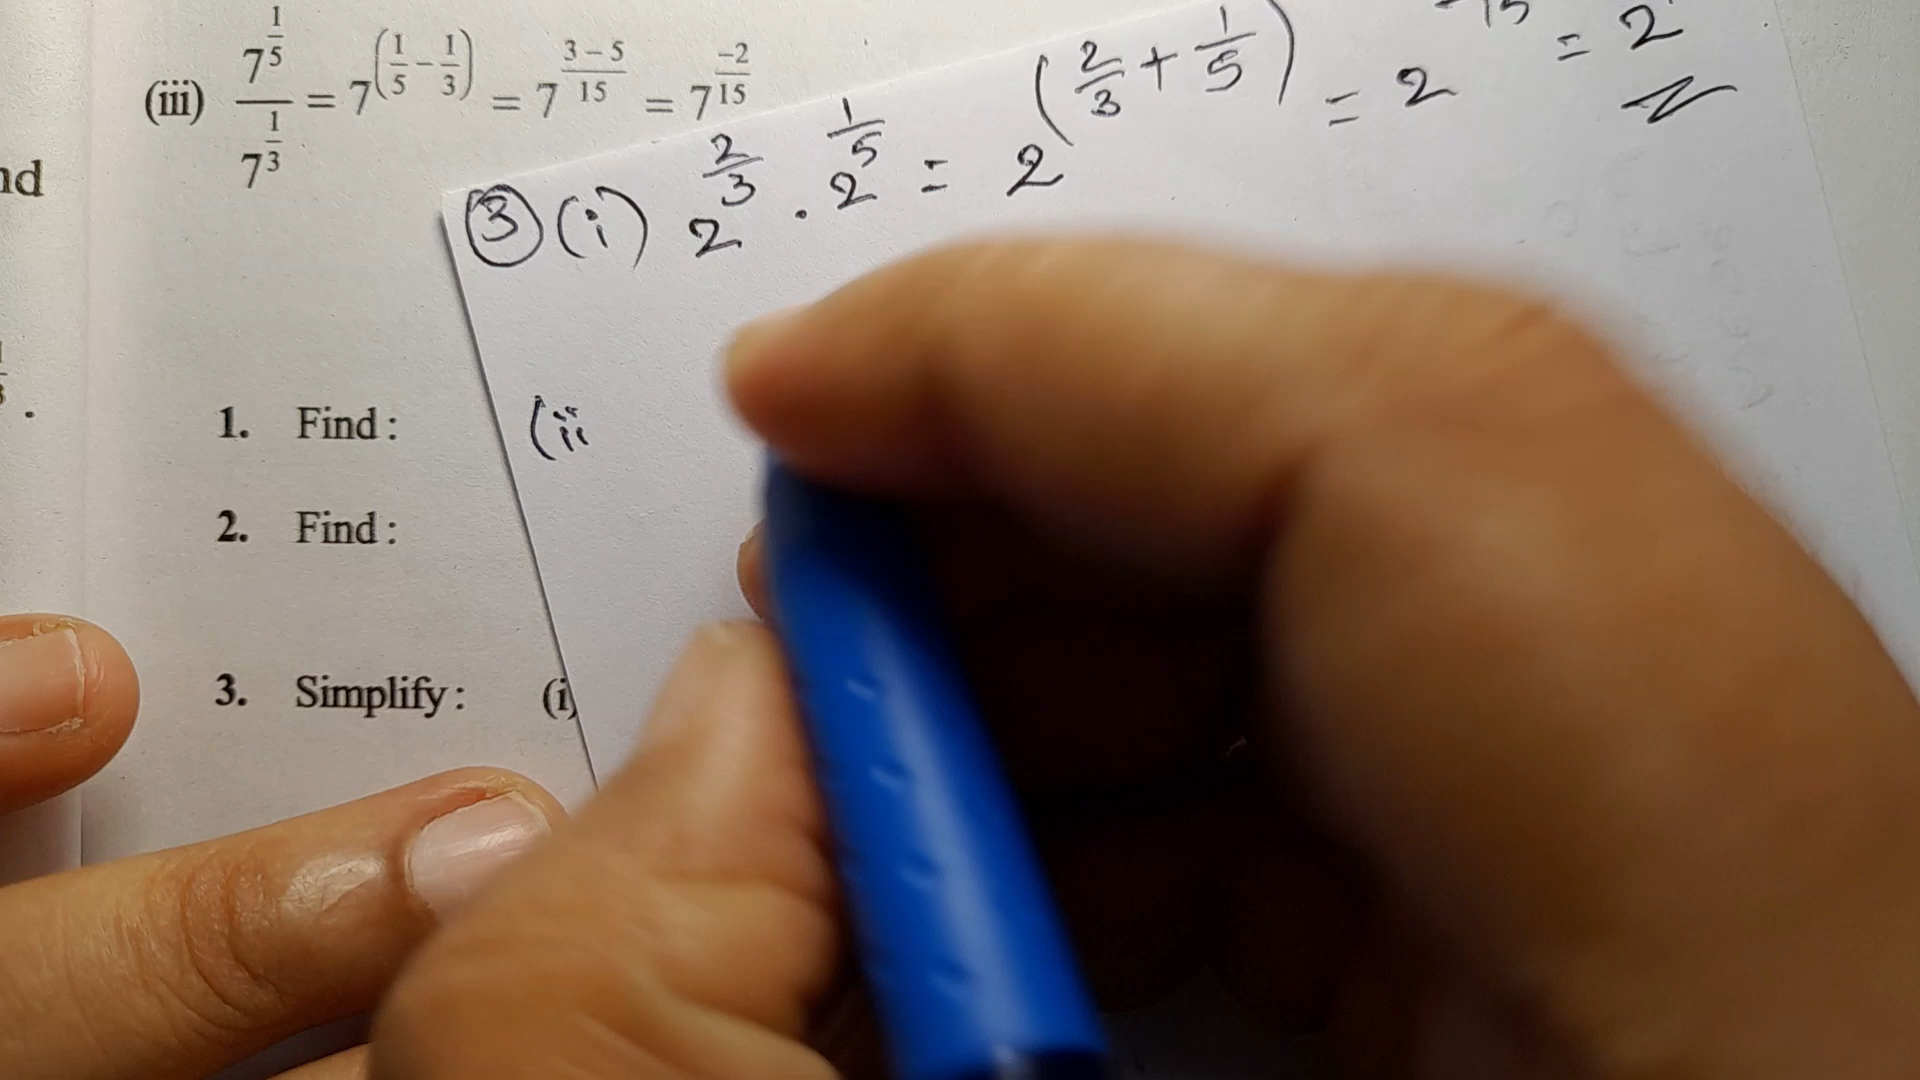 (iii) 7^(1/5) / 7^(1/3) = 7^(1/5 − 1/3) = 7^((3 − 5)/15) = 7^(−2/15)
③ (i) 2^(2/3) . 2^(1/5) = 2^(2/3 + 1/5) = 2 = 2
(ii
1. Find :
2. Find :
3. Simplify : (i)